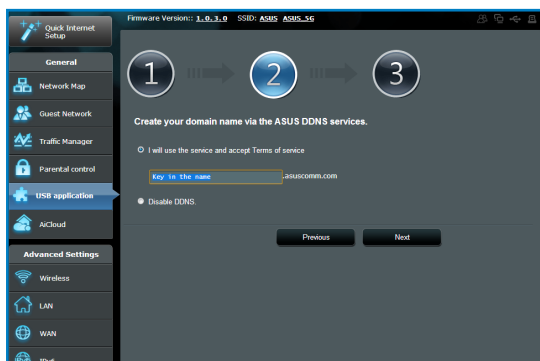 Quick Internet
Setup
Firmware Version:: 1.0.3.0 SSID: ASUS ASUS_5G
General
Network Map
Guest Network
Traffic Manager
Parental control
USB application
AiCloud
Advanced Settings
Wireless
LAN
WAN
IPv6
1
2
3
Create your domain name via the ASUS DDNS services.
I will use the service and accept Terms of service
Key in the name .asuscomm.com
Disable DDNS.
Previous Next